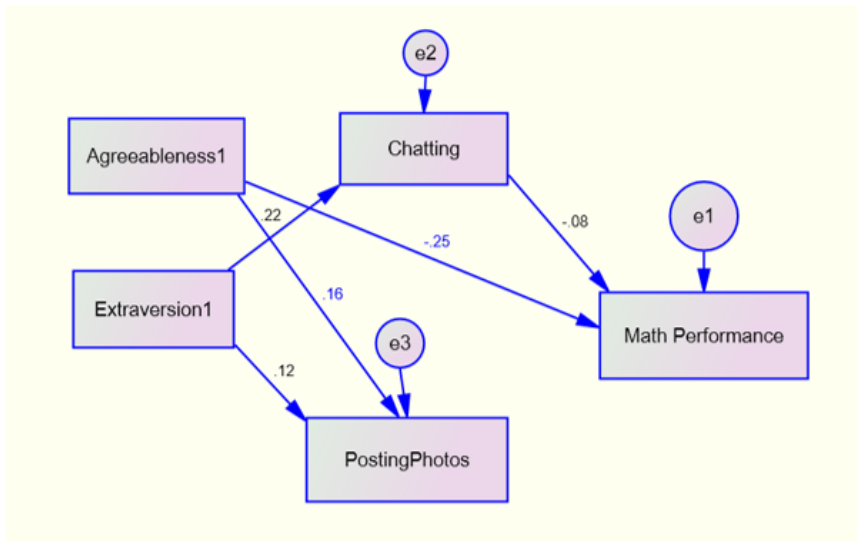 e2
Agreeableness1
Chatting
.22
-.08
e1
-.25
.16
Extraversion1
Math Performance
e3
.12
PostingPhotos